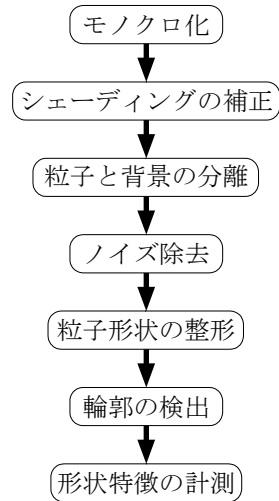 モノクロ化
シェーディングの補正
粒子と背景の分離
ノイズ除去
粒子形状の整形
輪郭の検出
形状特徴の計測